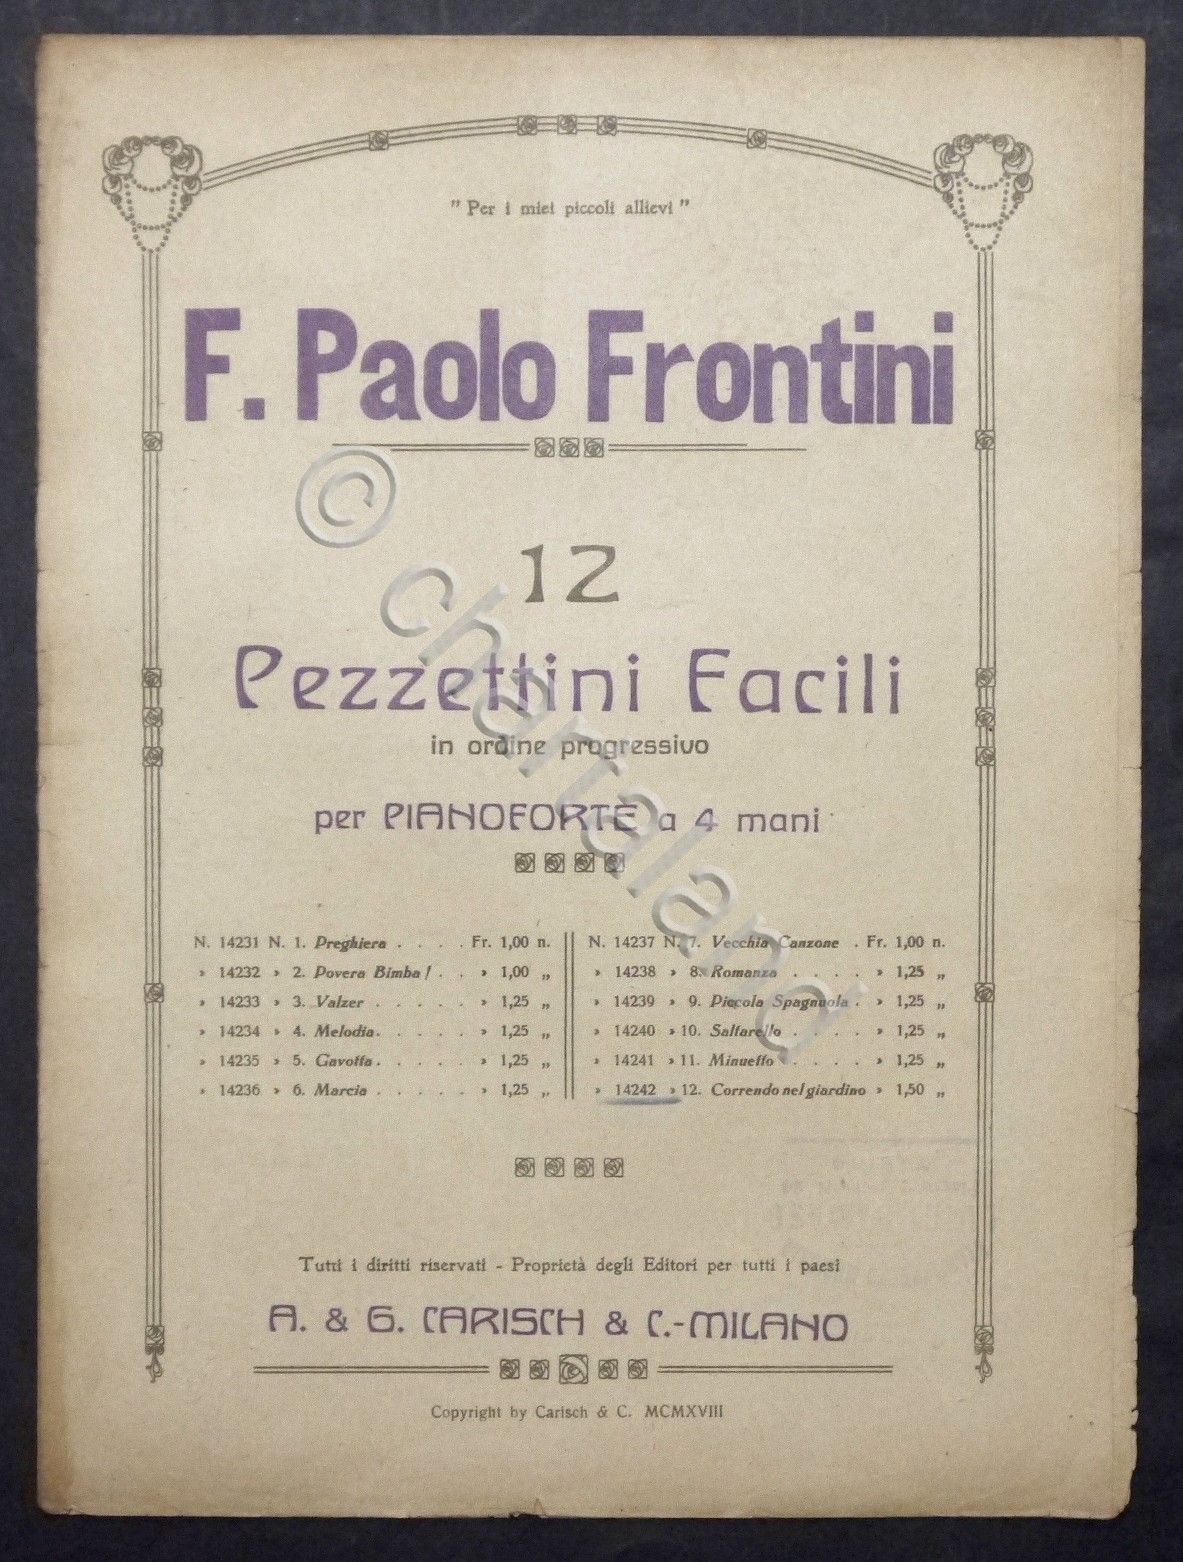 " Per i miei piccoli allievi "
F. Paolo Frontini
12
Pezzettini Facili
in ordine progressivo
per PIANOFORTE a 4 mani
N. 14231 N. 1. Preghiera . . . . Fr. 1,00 n.
» 14232 » 2. Povera Bimba! . . » 1,00 „
» 14233 » 3. Valzer . . . . . » 1,25 „
» 14234 » 4. Melodia . . . . . » 1,25 „
» 14235 » 5. Gavotta . . . . . » 1,25 „
» 14236 » 6. Marcia . . . . . » 1,25 „
N. 14237 N. 7. Vecchia Canzone . Fr. 1,00 n.
» 14238 » 8. Romanza . . . . » 1,25 „
» 14239 » 9. Piccola Spagnuola . » 1,25 „
» 14240 » 10. Saltarello . . . . » 1,25 „
» 14241 » 11. Minuetto . . . . » 1,25 „
» 14242 » 12. Correndo nel giardino » 1,50 „
Tutti i diritti riservati - Proprietà degli Editori per tutti i paesi
A. & G. CARISCH & C.-MILANO
Copyright by Carisch & C. MCMXVIII
© chartaland